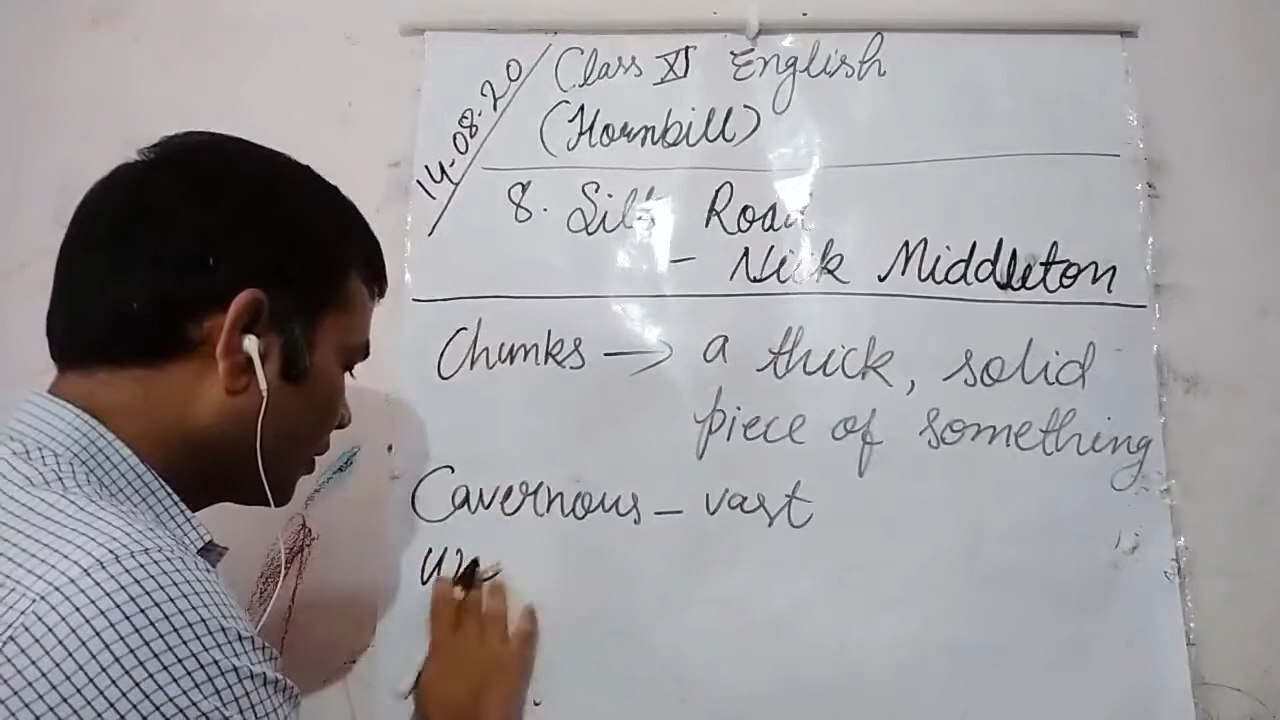 14-08-20
Class XI English
(Hornbill)
8. Silk Road
- Nick Middleton
Chunks → a thick, solid
piece of something
Cavernous - vast